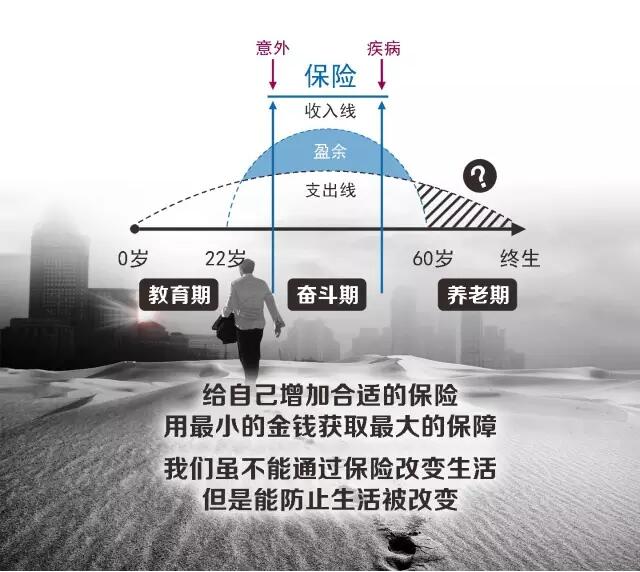 意外
疾病
保险
收入线
盈余
支出线
?
0岁
22岁
60岁
终生
教育期
奋斗期
养老期
给自己增加合适的保险
用最小的金钱获取最大的保障
我们虽不能通过保险改变生活
但是能防止生活被改变